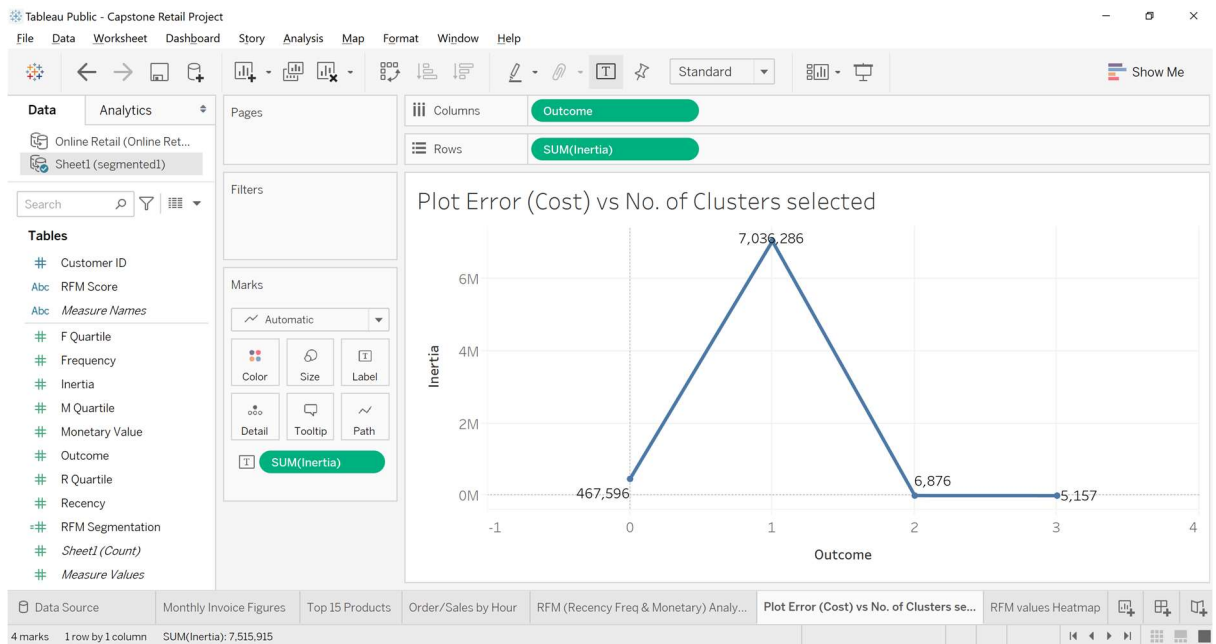 Tableau Public - Capstone Retail Project
File Data Worksheet Dashboard Story Analysis Map Format Window Help
Standard
Show Me
Data Analytics
Online Retail (Online Ret...
Sheet1 (segmented1)
Search
Tables
Customer ID
Abc RFM Score
Abc Measure Names
F Quartile
Frequency
Inertia
M Quartile
Monetary Value
Outcome
R Quartile
Recency
RFM Segmentation
Sheet1 (Count)
Measure Values
Pages
Filters
Marks
Automatic
Color Size Label
Detail Tooltip Path
SUM(Inertia)
Columns Outcome
Rows SUM(Inertia)
Plot Error (Cost) vs No. of Clusters selected
7,036,286
6M
4M
2M
0M
Inertia
467,596
6,876
5,157
-1 0 1 2 3 4
Outcome
Data Source Monthly Invoice Figures Top 15 Products Order/Sales by Hour RFM (Recency Freq & Monetary) Analy... Plot Error (Cost) vs No. of Clusters se... RFM values Heatmap
4 marks 1 row by 1 column SUM(Inertia): 7,515,915